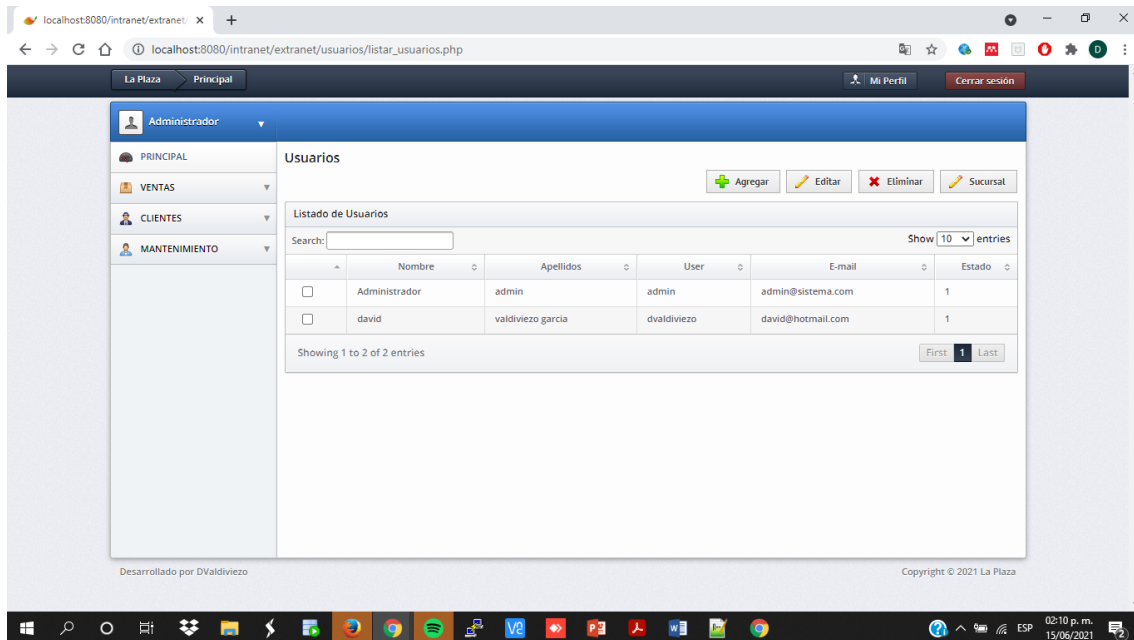 localhost:8080/intranet/extranet/
localhost:8080/intranet/extranet/usuarios/listar_usuarios.php
D
La Plaza Principal Mi Perfil Cerrar sesión
Administrador
PRINCIPAL
VENTAS
CLIENTES
MANTENIMIENTO
Usuarios
Agregar Editar Eliminar Sucursal
Listado de Usuarios
Search: Show 10 entries
Nombre Apellidos User E-mail Estado
Administrador admin admin admin@sistema.com 1
david valdiviezo garcia dvaldiviezo david@hotmail.com 1
Showing 1 to 2 of 2 entries First 1 Last
Desarrollado por DValdiviezo Copyright © 2021 La Plaza
ESP
02:10 p. m.
15/06/2021
2